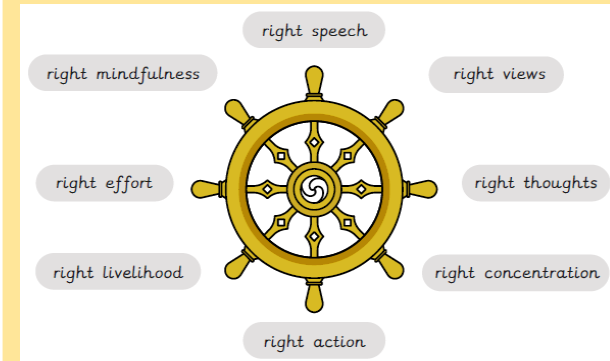 right speech
right mindfulness
right views
right effort
right thoughts
right livelihood
right concentration
right action